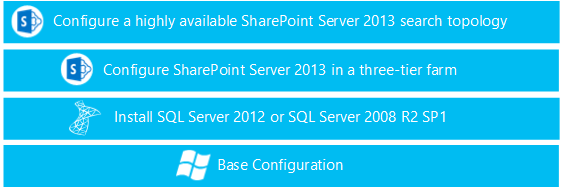 Configure a highly available SharePoint Server 2013 search topology
Configure SharePoint Server 2013 in a three-tier farm
Install SQL Server 2012 or SQL Server 2008 R2 SP1
Base Configuration